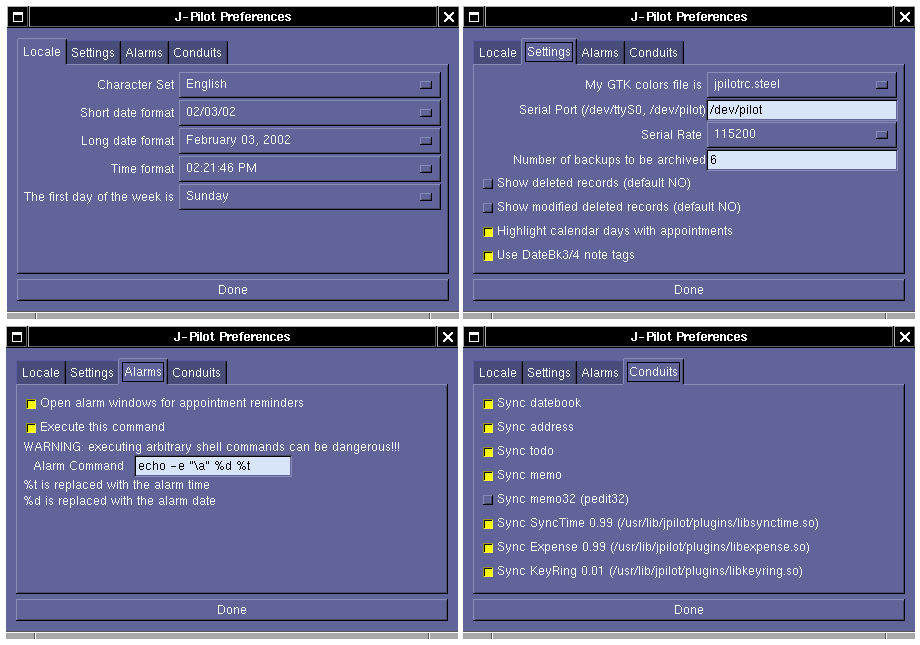 J-Pilot Preferences
Locale Settings Alarms Conduits
Character Set English
Short date format 02/03/02
Long date format February 03, 2002
Time format 02:21:46 PM
The first day of the week is Sunday
Done
J-Pilot Preferences
Locale Settings Alarms Conduits
My GTK colors file is jpilotrc.steel
Serial Port (/dev/ttyS0, /dev/pilot) /dev/pilot
Serial Rate 115200
Number of backups to be archived 6
Show deleted records (default NO)
Show modified deleted records (default NO)
Highlight calendar days with appointments
Use DateBk3/4 note tags
Done
J-Pilot Preferences
Locale Settings Alarms Conduits
Open alarm windows for appointment reminders
Execute this command
WARNING: executing arbitrary shell commands can be dangerous!!!
Alarm Command echo -e "\a" %d %t
%t is replaced with the alarm time
%d is replaced with the alarm date
Done
J-Pilot Preferences
Locale Settings Alarms Conduits
Sync datebook
Sync address
Sync todo
Sync memo
Sync memo32 (pedit32)
Sync SyncTime 0.99 (/usr/lib/jpilot/plugins/libsynctime.so)
Sync Expense 0.99 (/usr/lib/jpilot/plugins/libexpense.so)
Sync KeyRing 0.01 (/usr/lib/jpilot/plugins/libkeyring.so)
Done